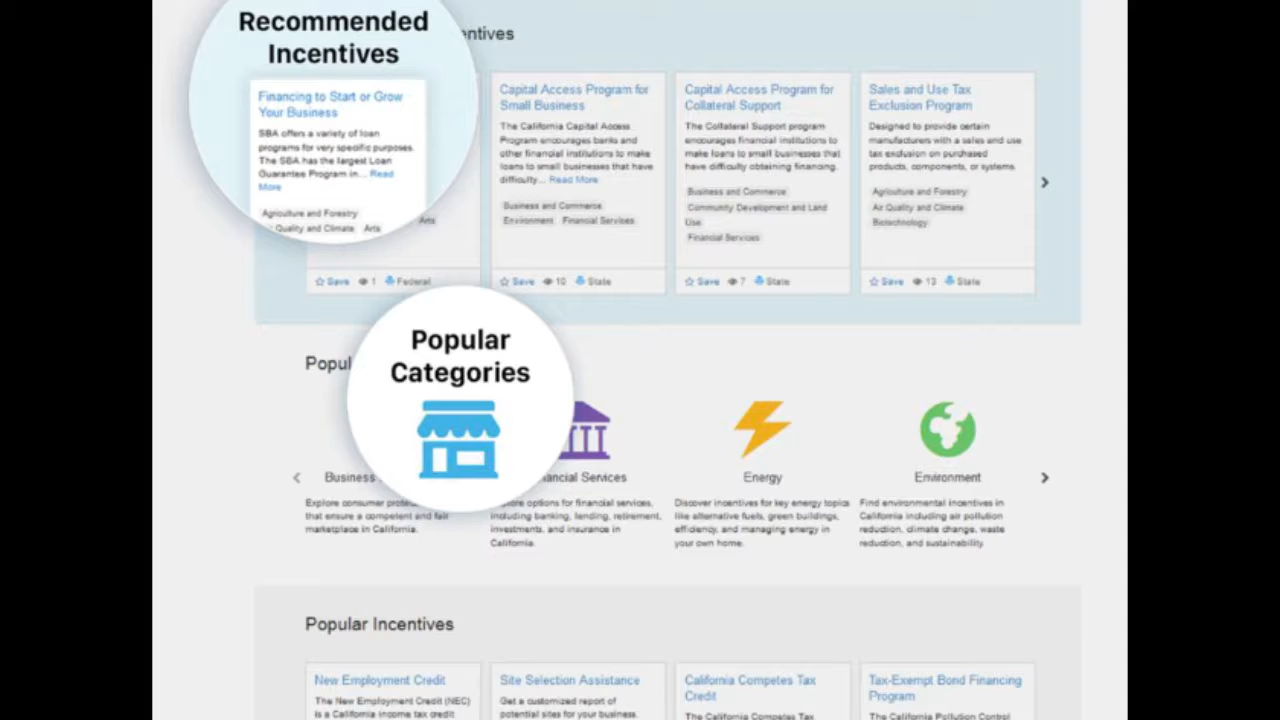 Recommended
Incentives
entives
Financing to Start or Grow
Your Business
SBA offers a variety of loan
programs for very specific purposes.
The SBA has the largest Loan
Guarantee Program in... Read
More
Agriculture and Forestry
Quality and Climate Arts
Arts
Save 1 Federal
Capital Access Program for
Small Business
The California Capital Access
Program encourages banks and
other financial institutions to make
loans to small businesses that have
difficulty... Read More
Business and Commerce
Environment Financial Services
Save 10 State
Capital Access Program for
Collateral Support
The Collateral Support program
encourages financial institutions to
make loans to small businesses that
have difficulty obtaining financing.
Business and Commerce
Community Development and Land
Use
Financial Services
Save 7 State
Sales and Use Tax
Exclusion Program
Designed to provide certain
manufacturers with a sales and use
tax exclusion on purchased
products, components, or systems
Agriculture and Forestry
Air Quality and Climate
Biotechnology
Save 13 State
Popul
Popular
Categories
Business
Explore consumer prote
that ensure a competent and fair
marketplace in California.
ancial Services
plore options for financial services,
including banking, lending, retirement,
investments, and insurance in
California.
Energy
Discover incentives for key energy topics
like alternative fuels, green buildings,
efficiency, and managing energy in
your own home.
Environment
Find environmental incentives in
California including air pollution
reduction, climate change, waste
reduction, and sustainability
Popular Incentives
New Employment Credit
The New Employment Credit (NEC)
is a California income tax credit
Site Selection Assistance
Get a customized report of
potential sites for your business.
California Competes Tax
Credit
The California Competes Tax
Tax-Exempt Bond Financing
Program
The California Pollution Control